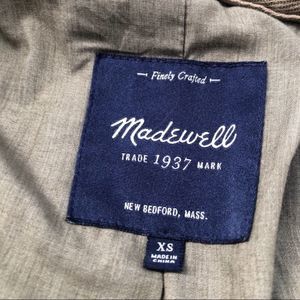 Finely Crafted
Madewell
TRADE 1937 MARK
NEW BEDFORD, MASS.
XS
MADE IN
CHINA